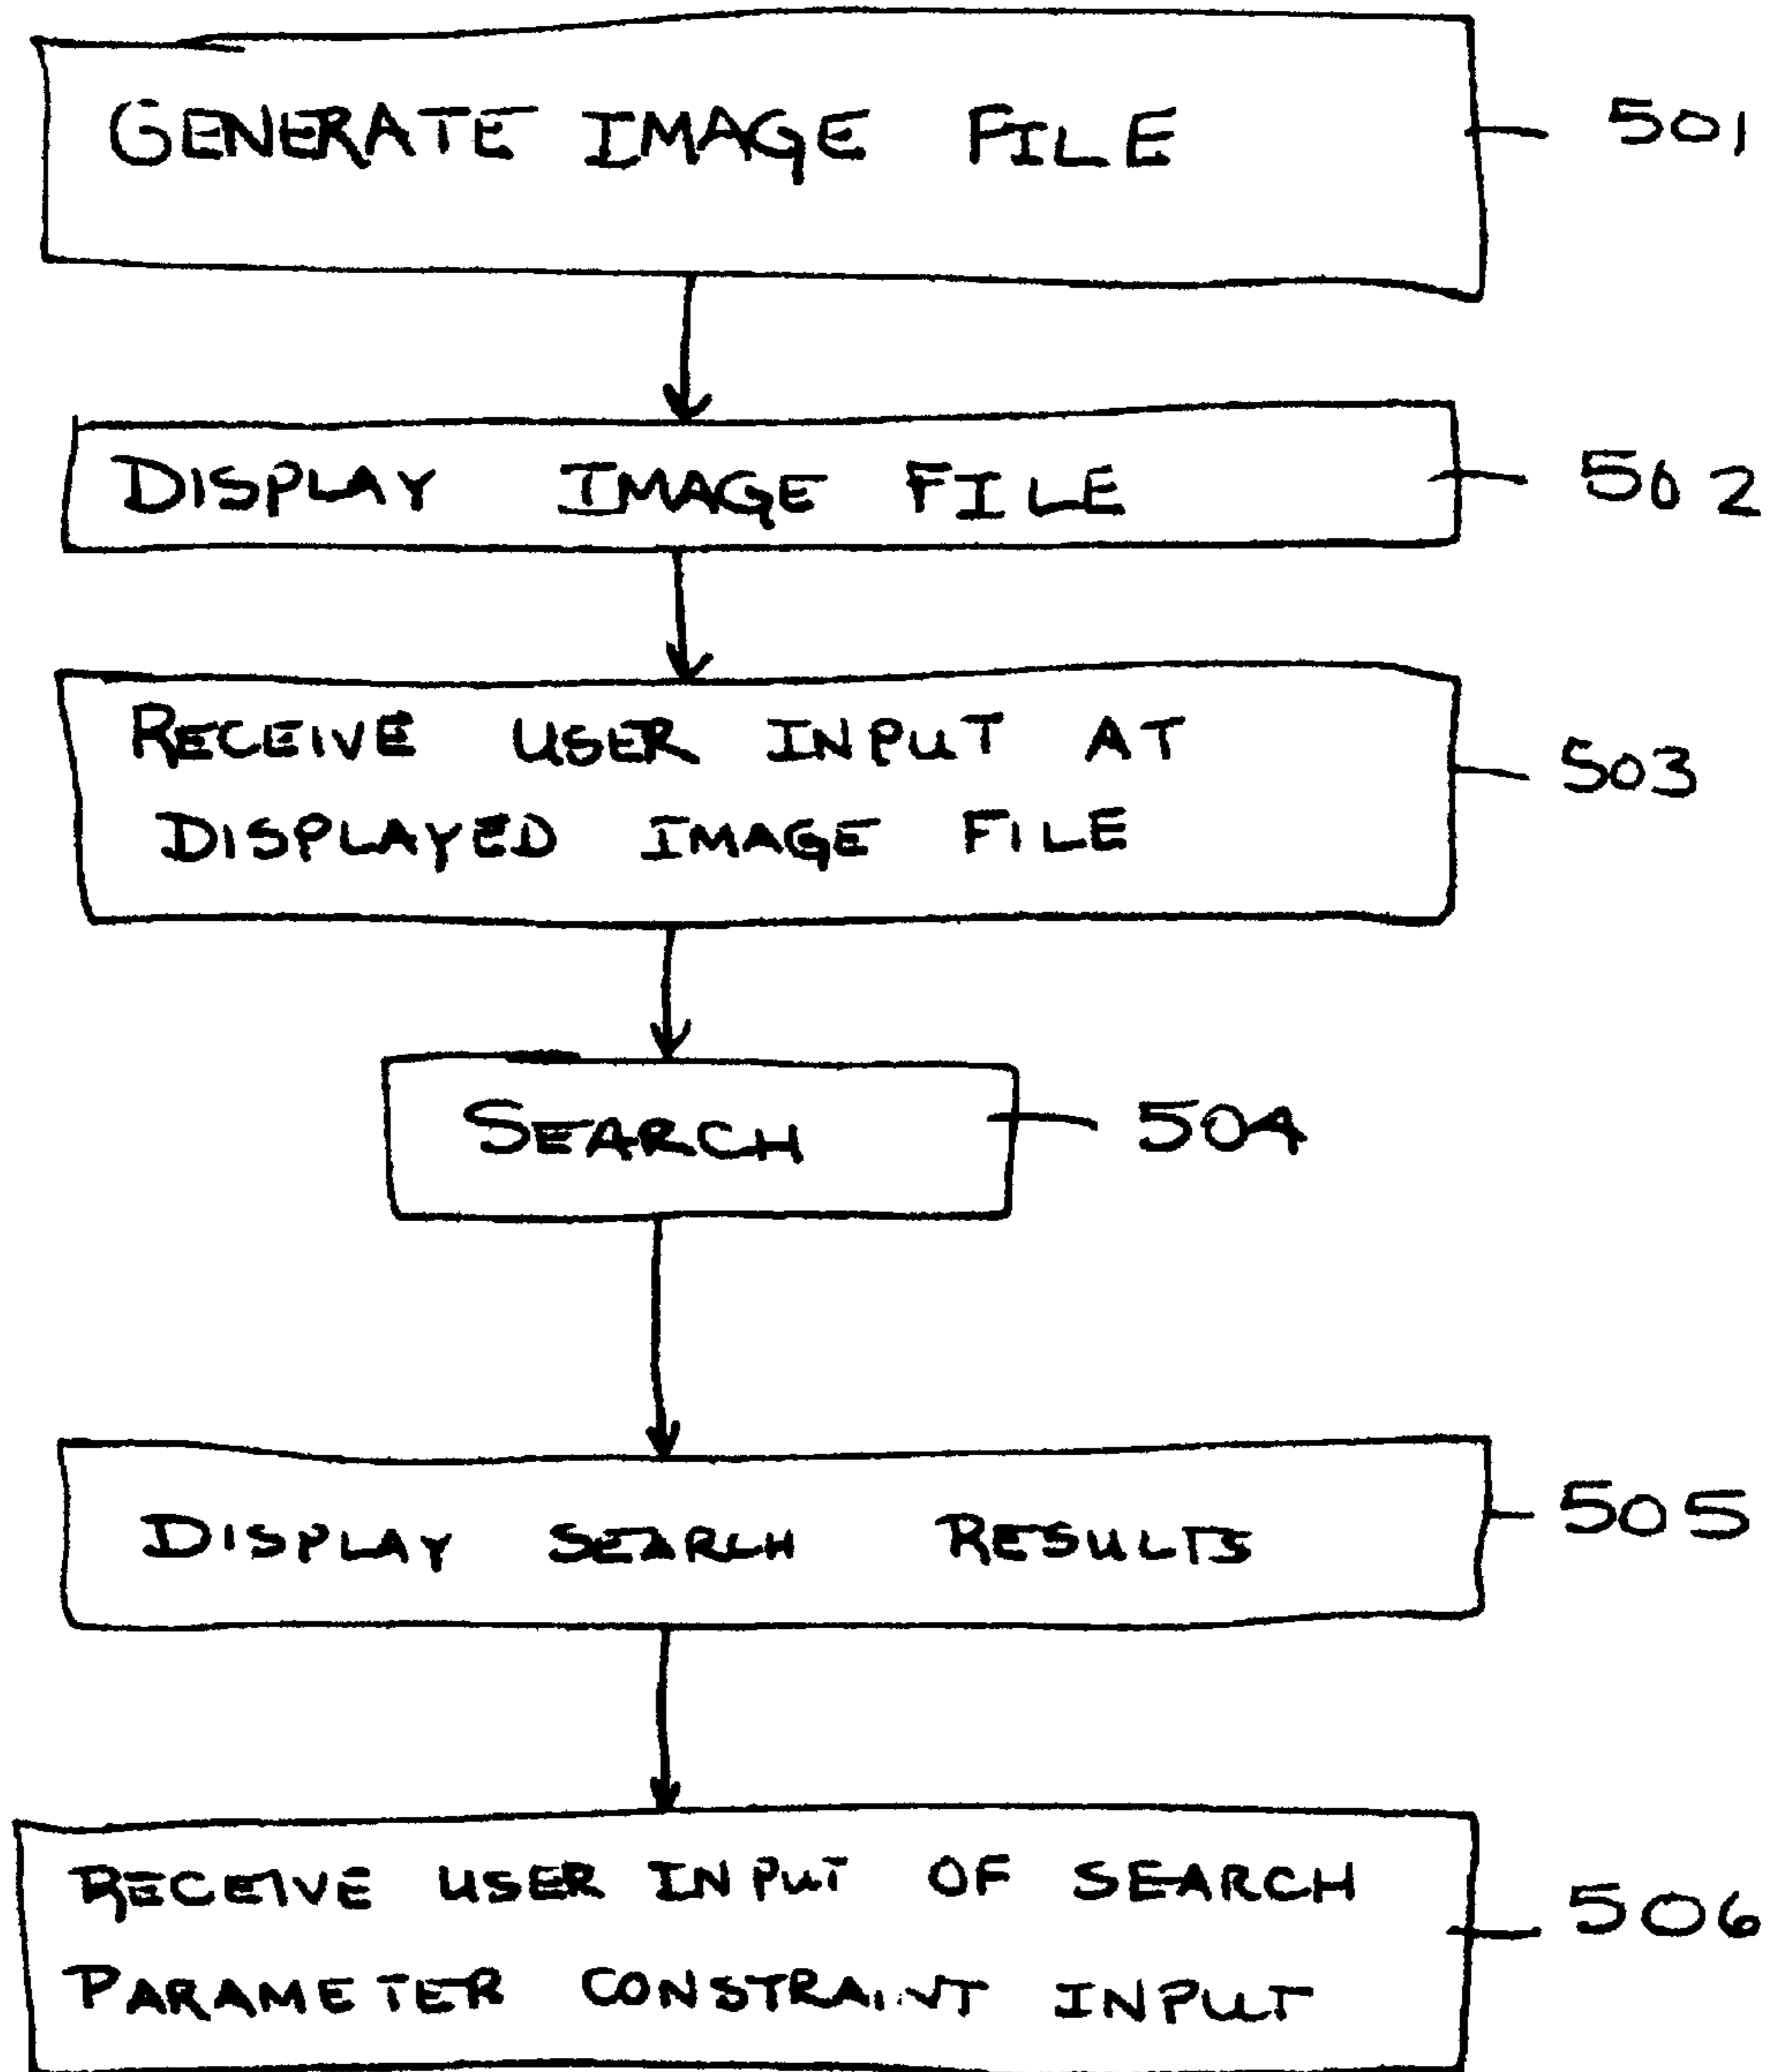 GENERATE IMAGE FILE 501
DISPLAY IMAGE FILE 502
RECEIVE USER INPUT AT
DISPLAYED IMAGE FILE
503
SEARCH 504
DISPLAY SEARCH RESULTS 505
RECEIVE USER INPUT OF SEARCH
PARAMETER CONSTRAINT INPUT
506